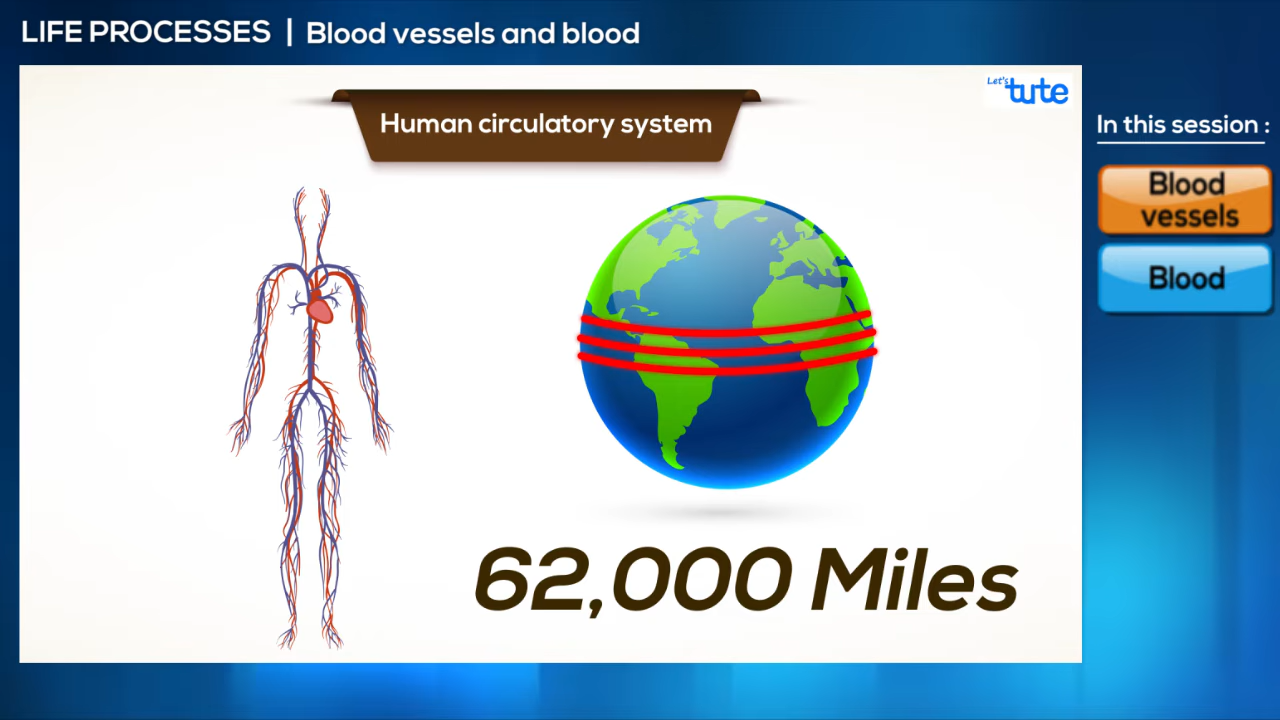 LIFE PROCESSES | Blood vessels and blood
Let's tute
Human circulatory system
In this session :
Blood
vessels
Blood
62,000 Miles